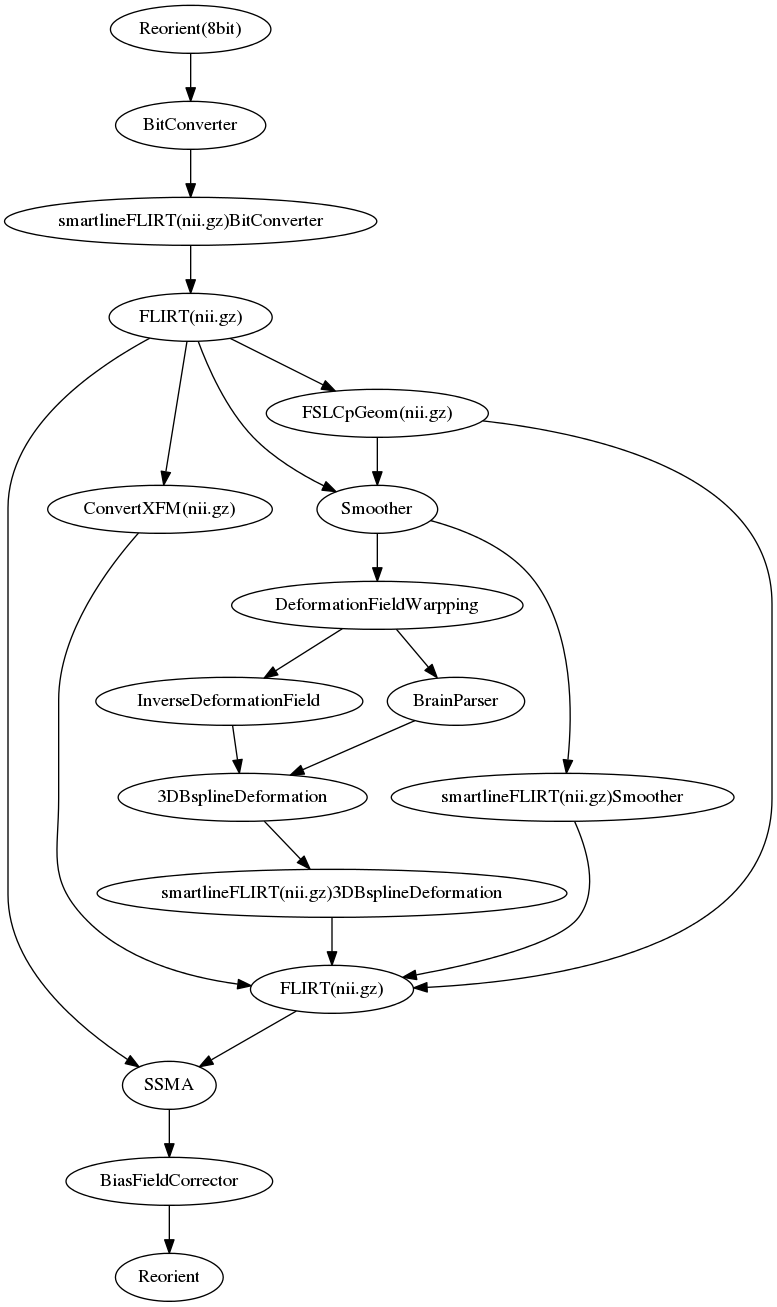 Reorient(8bit)
BitConverter
smartlineFLIRT(nii.gz)BitConverter
FLIRT(nii.gz)
FSLCpGeom(nii.gz)
ConvertXFM(nii.gz)
Smoother
DeformationFieldWarpping
InverseDeformationField
BrainParser
3DBsplineDeformation
smartlineFLIRT(nii.gz)Smoother
smartlineFLIRT(nii.gz)3DBsplineDeformation
FLIRT(nii.gz)
SSMA
BiasFieldCorrector
Reorient